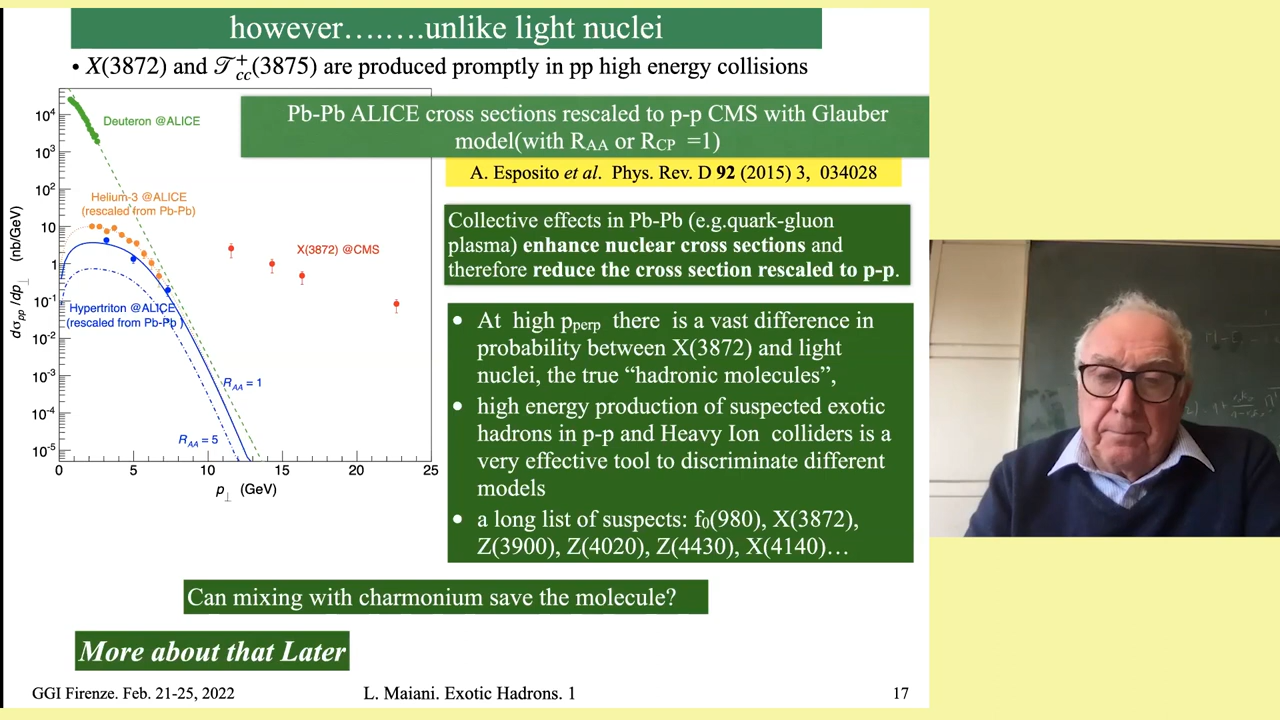 however….….unlike light nuclei
• X(3872) and 𝒯cc+(3875) are produced promptly in pp high energy collisions
Pb-Pb ALICE cross sections rescaled to p-p CMS with Glauber
model(with RAA or RCP =1)
A. Esposito et al. Phys. Rev. D 92 (2015) 3, 034028
dσpp/dp⊥ (nb/GeV)
10^4
10^3
10^2
10
1
10^-1
10^-2
10^-3
10^-4
10^-5
Deuteron @ALICE
Helium-3 @ALICE
(rescaled from Pb-Pb)
X(3872) @CMS
Hypertriton @ALICE
(rescaled from Pb-Pb)
RAA = 1
RAA = 5
0 5 10 15 20 25
p⊥ (GeV)
Collective effects in Pb-Pb (e.g.quark-gluon
plasma) enhance nuclear cross sections and
therefore reduce the cross section rescaled to p-p.
• At high pperp there is a vast difference in
probability between X(3872) and light
nuclei, the true “hadronic molecules”,
• high energy production of suspected exotic
hadrons in p-p and Heavy Ion colliders is a
very effective tool to discriminate different
models
• a long list of suspects: f0(980), X(3872),
Z(3900), Z(4020), Z(4430), X(4140)…
Can mixing with charmonium save the molecule?
More about that Later
GGI Firenze. Feb. 21-25, 2022
L. Maiani. Exotic Hadrons. 1
17